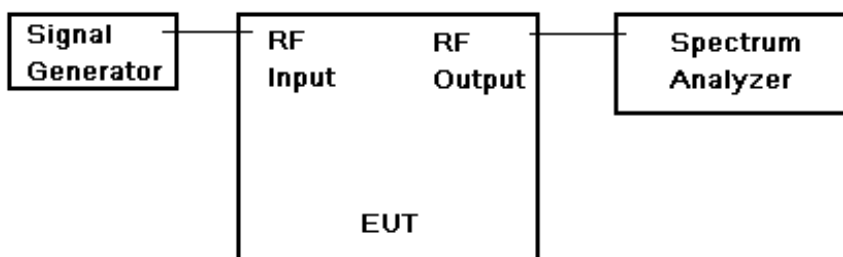 Signal
Generator
RF
Input
RF
Output
Spectrum
Analyzer
EUT